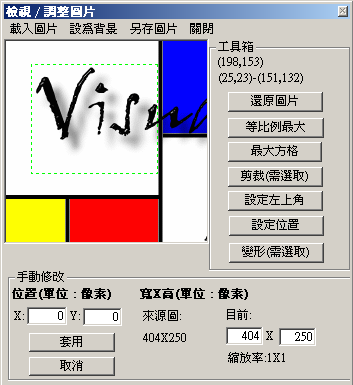 檢視 / 調整圖片
載入圖片 設爲背景 另存圖片 關閉
Visu
工具箱
(198,153)
(25,23)-(151,132)
還原圖片
等比例最大
最大方格
剪裁(需選取)
設定左上角
設定位置
變形(需選取)
手動修改
位置(單位：像素)
X: 0 Y: 0
套用
取消
寬X高(單位：像素)
來源圖:
404X250
目前:
404 X 250
縮放率:1X1